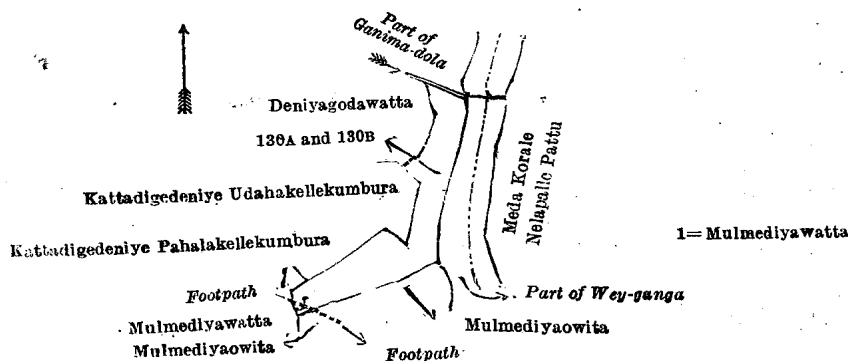 Part of
Ganima-dola
Deniyagodawatta
130A and 130B
Kattadigedeniye Udahakellekumbura
Meda Korale
Nelapalle Pattu
Kattadigedeniye Pahalakellekumbura
1=Mulmediyawatta
Footpath
Part of Wey-ganga
Mulmediyawatta
Mulmediyaowita
Mulmediyaowita
Footpath